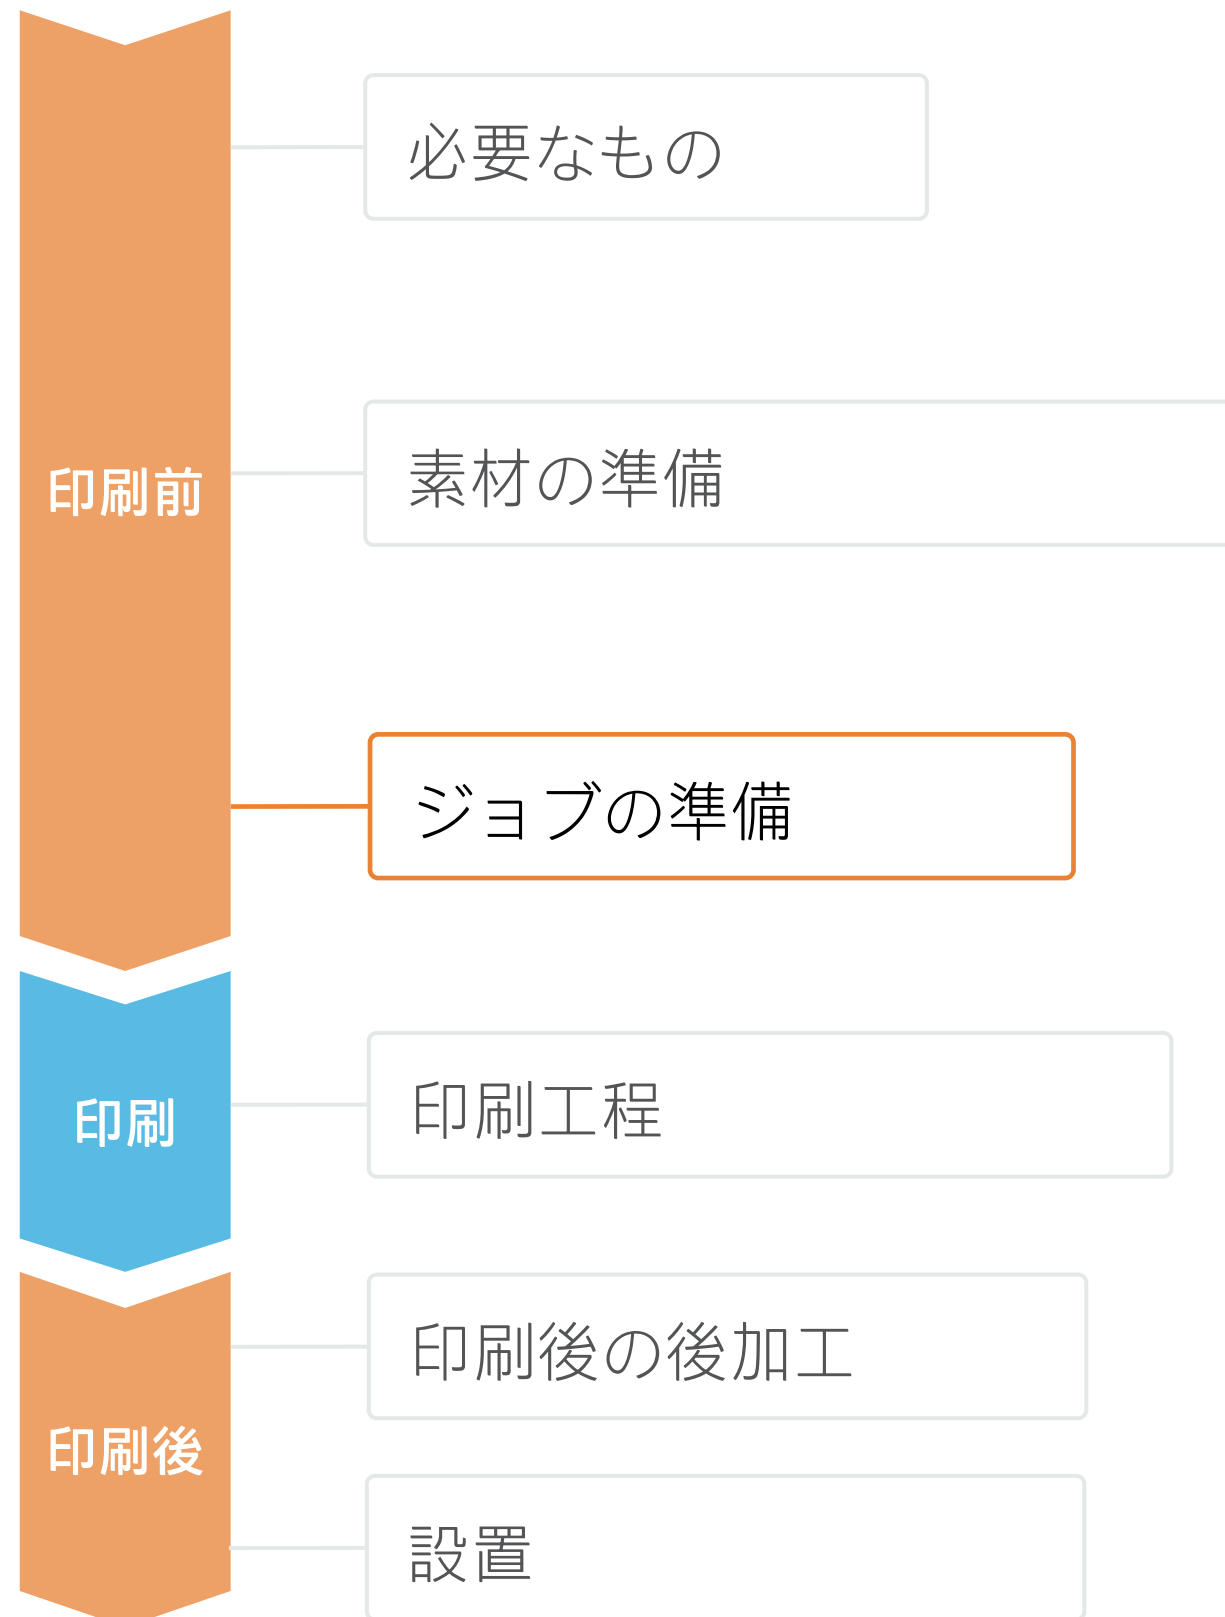 必要なもの
素材の準備
印刷前
ジョブの準備
印刷工程
印刷
印刷後の後加工
印刷後
設置